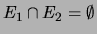 E₁ ∩ E₂ = ∅